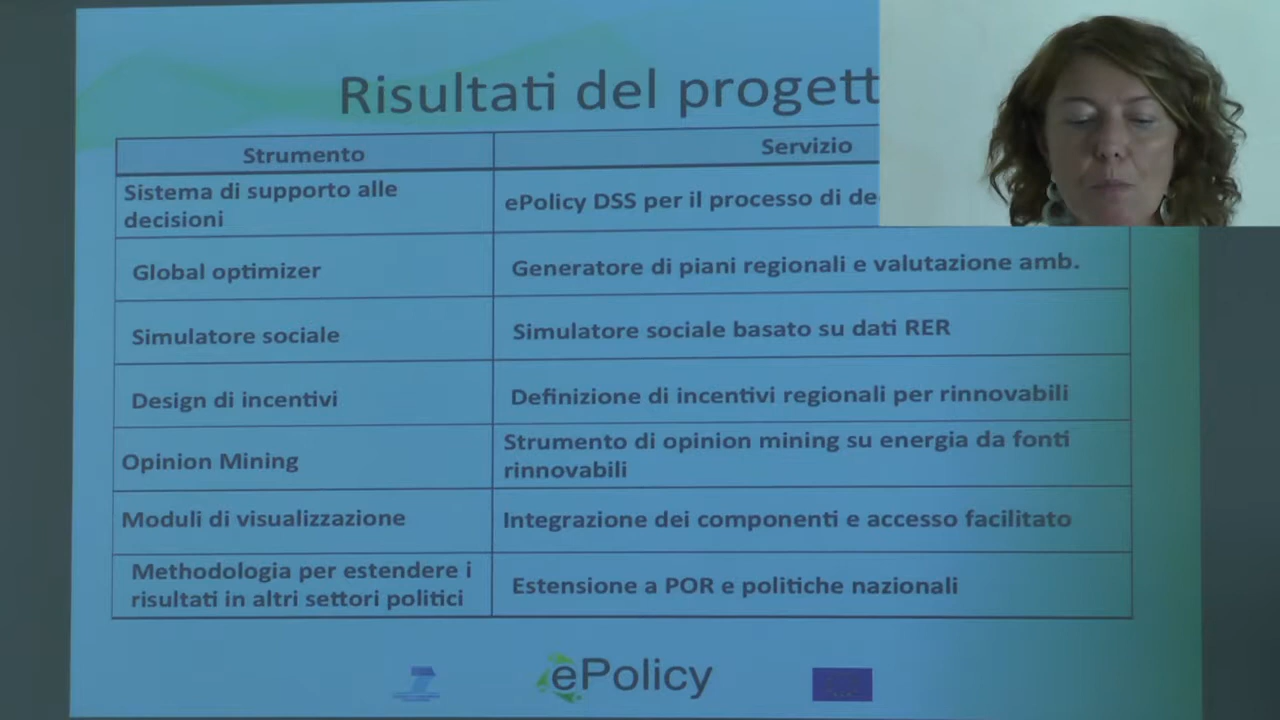 Risultati del progett
Strumento
Servizio
Sistema di supporto alle
decisioni
ePolicy DSS per il processo di de
Global optimizer
Generatore di piani regionali e valutazione amb.
Simulatore sociale
Simulatore sociale basato su dati RER
Design di incentivi
Definizione di incentivi regionali per rinnovabili
Opinion Mining
Strumento di opinion mining su energia da fonti
rinnovabili
Moduli di visualizzazione
Integrazione dei componenti e accesso facilitato
Methodologia per estendere i
risultati in altri settori politici
Estensione a POR e politiche nazionali
ePolicy